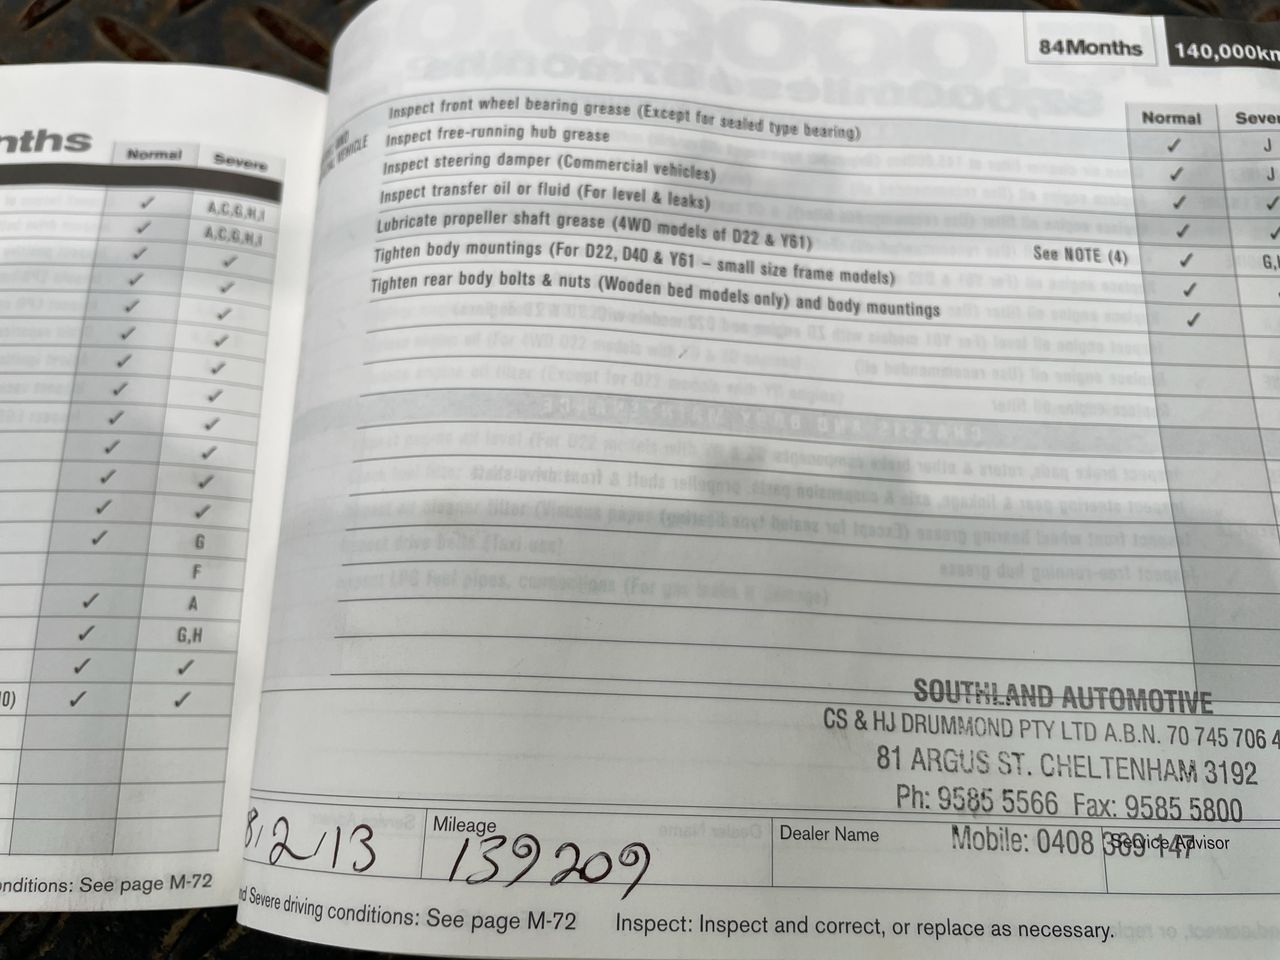 nths
Normal Severe
A,C,G,H,I
A,C,G,H,I
G
F
A
G,H
0)
onditions: See page M-72
84Months 140,000km
Normal
VEHICLE
Inspect front wheel bearing grease (Except for sealed type bearing)
J
Inspect free-running hub grease
J
Inspect steering damper (Commercial vehicles)
Inspect transfer oil or fluid (For level & leaks)
Lubricate propeller shaft grease (4WD models of D22 & Y61) See NOTE (4)
Tighten body mountings (For D22, D40 & Y61 – small size frame models)
Tighten rear body bolts & nuts (Wooden bed models only) and body mountings
SOUTHLAND AUTOMOTIVE
CS & HJ DRUMMOND PTY LTD A.B.N. 70 745 706 4
81 ARGUS ST. CHELTENHAM 3192
Ph: 9585 5566 Fax: 9585 5800
Mobile: 0408 369 147
8/2/13
Mileage
139209
Dealer Name
Service Advisor
nd Severe driving conditions: See page M-72 Inspect: Inspect and correct, or replace as necessary.